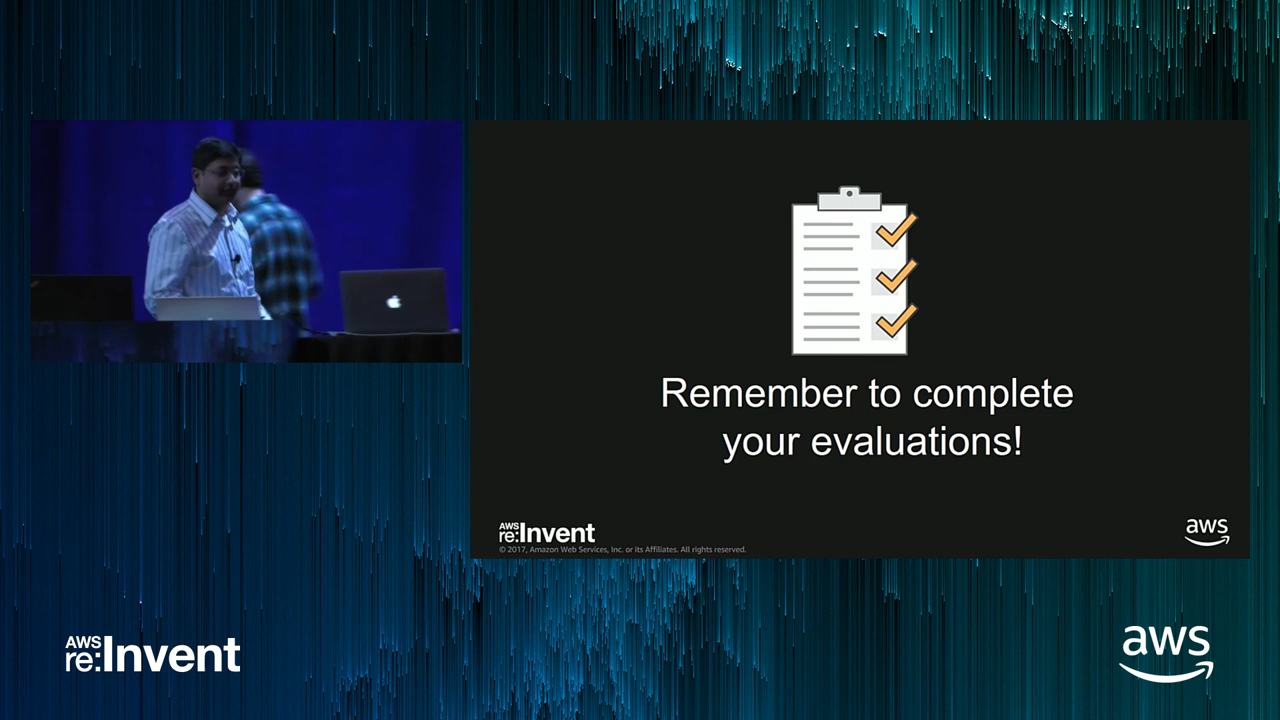 Remember to complete
your evaluations!
AWS
re:Invent
© 2017, Amazon Web Services, Inc. or its Affiliates. All rights reserved.
aws
AWS
re:Invent
aws